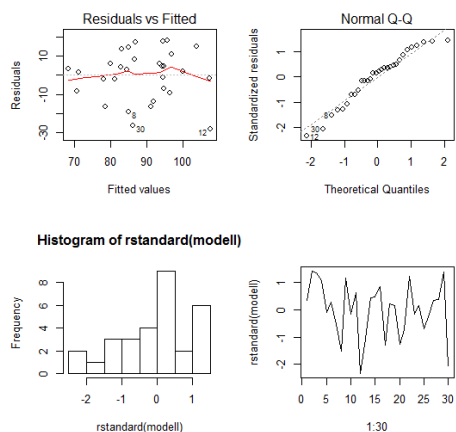 Residuals vs Fitted
Residuals
10
-10
-30
8
30
12
70 80 90 100
Fitted values
Normal Q-Q
Standardized residuals
1
0
-1
-2
8
30
12
-2 -1 0 1 2
Theoretical Quantiles
Histogram of rstandard(modell)
Frequency
8
6
4
2
0
-2 -1 0 1
rstandard(modell)
rstandard(modell)
1
0
-1
-2
0 5 10 15 20 25 30
1:30